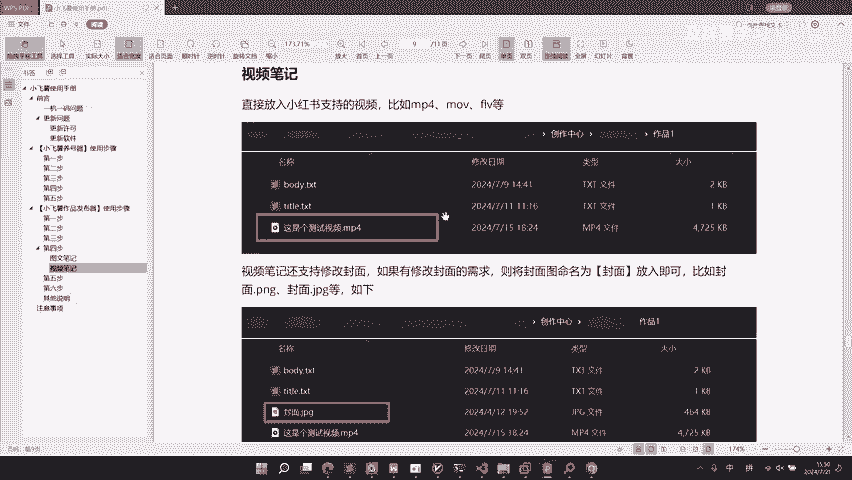 WPS PDF
小飞薯使用手册.pdf
文件
阅读
173.71%
9 /11页
拖拽手柄工具 选择工具 实际大小 适合宽度 适合页面 顺时针 逆时针 旋转文档 缩小 放大 首页 上一页 下一页 尾页 单页 双页 连续阅读 全屏 幻灯片 背景
书签
小飞薯使用手册
前言
一机一码问题
更新问题
更新许可
更新软件
【小飞薯养号器】使用步骤
第一步
第二步
第三步
第四步
第五步
【小飞薯作品发布器】使用步骤
第一步
第二步
第三步
第四步
图文笔记
视频笔记
第五步
第六步
其他说明
注意事项
视频笔记
直接放入小红书支持的视频，比如mp4、mov、flv等
创作中心 › 作品1
名称 修改日期 类型 大小
body.txt 2024/7/9 14:41 TXT 文件 2 KB
title.txt 2024/7/11 11:16 TXT 文件 1 KB
这是个测试视频.mp4 2024/7/15 18:24 MP4 文件 4,725 KB
视频笔记还支持修改封面，如果有修改封面的需求，则将封面图命名为【封面】放入即可，比如封
面.png、封面.jpg等，如下
创作中心 › 作品1
名称 修改日期 类型 大小
body.txt 2024/7/9 14:41 TXT 文件 2 KB
title.txt 2024/7/11 11:16 TXT 文件 1 KB
封面.jpg 2024/4/12 19:52 JPG 文件 464 KB
这是个测试视频.mp4 2024/7/15 18:24 MP4 文件 4,725 KB
174%
中 拼
15:50
2024/7/21